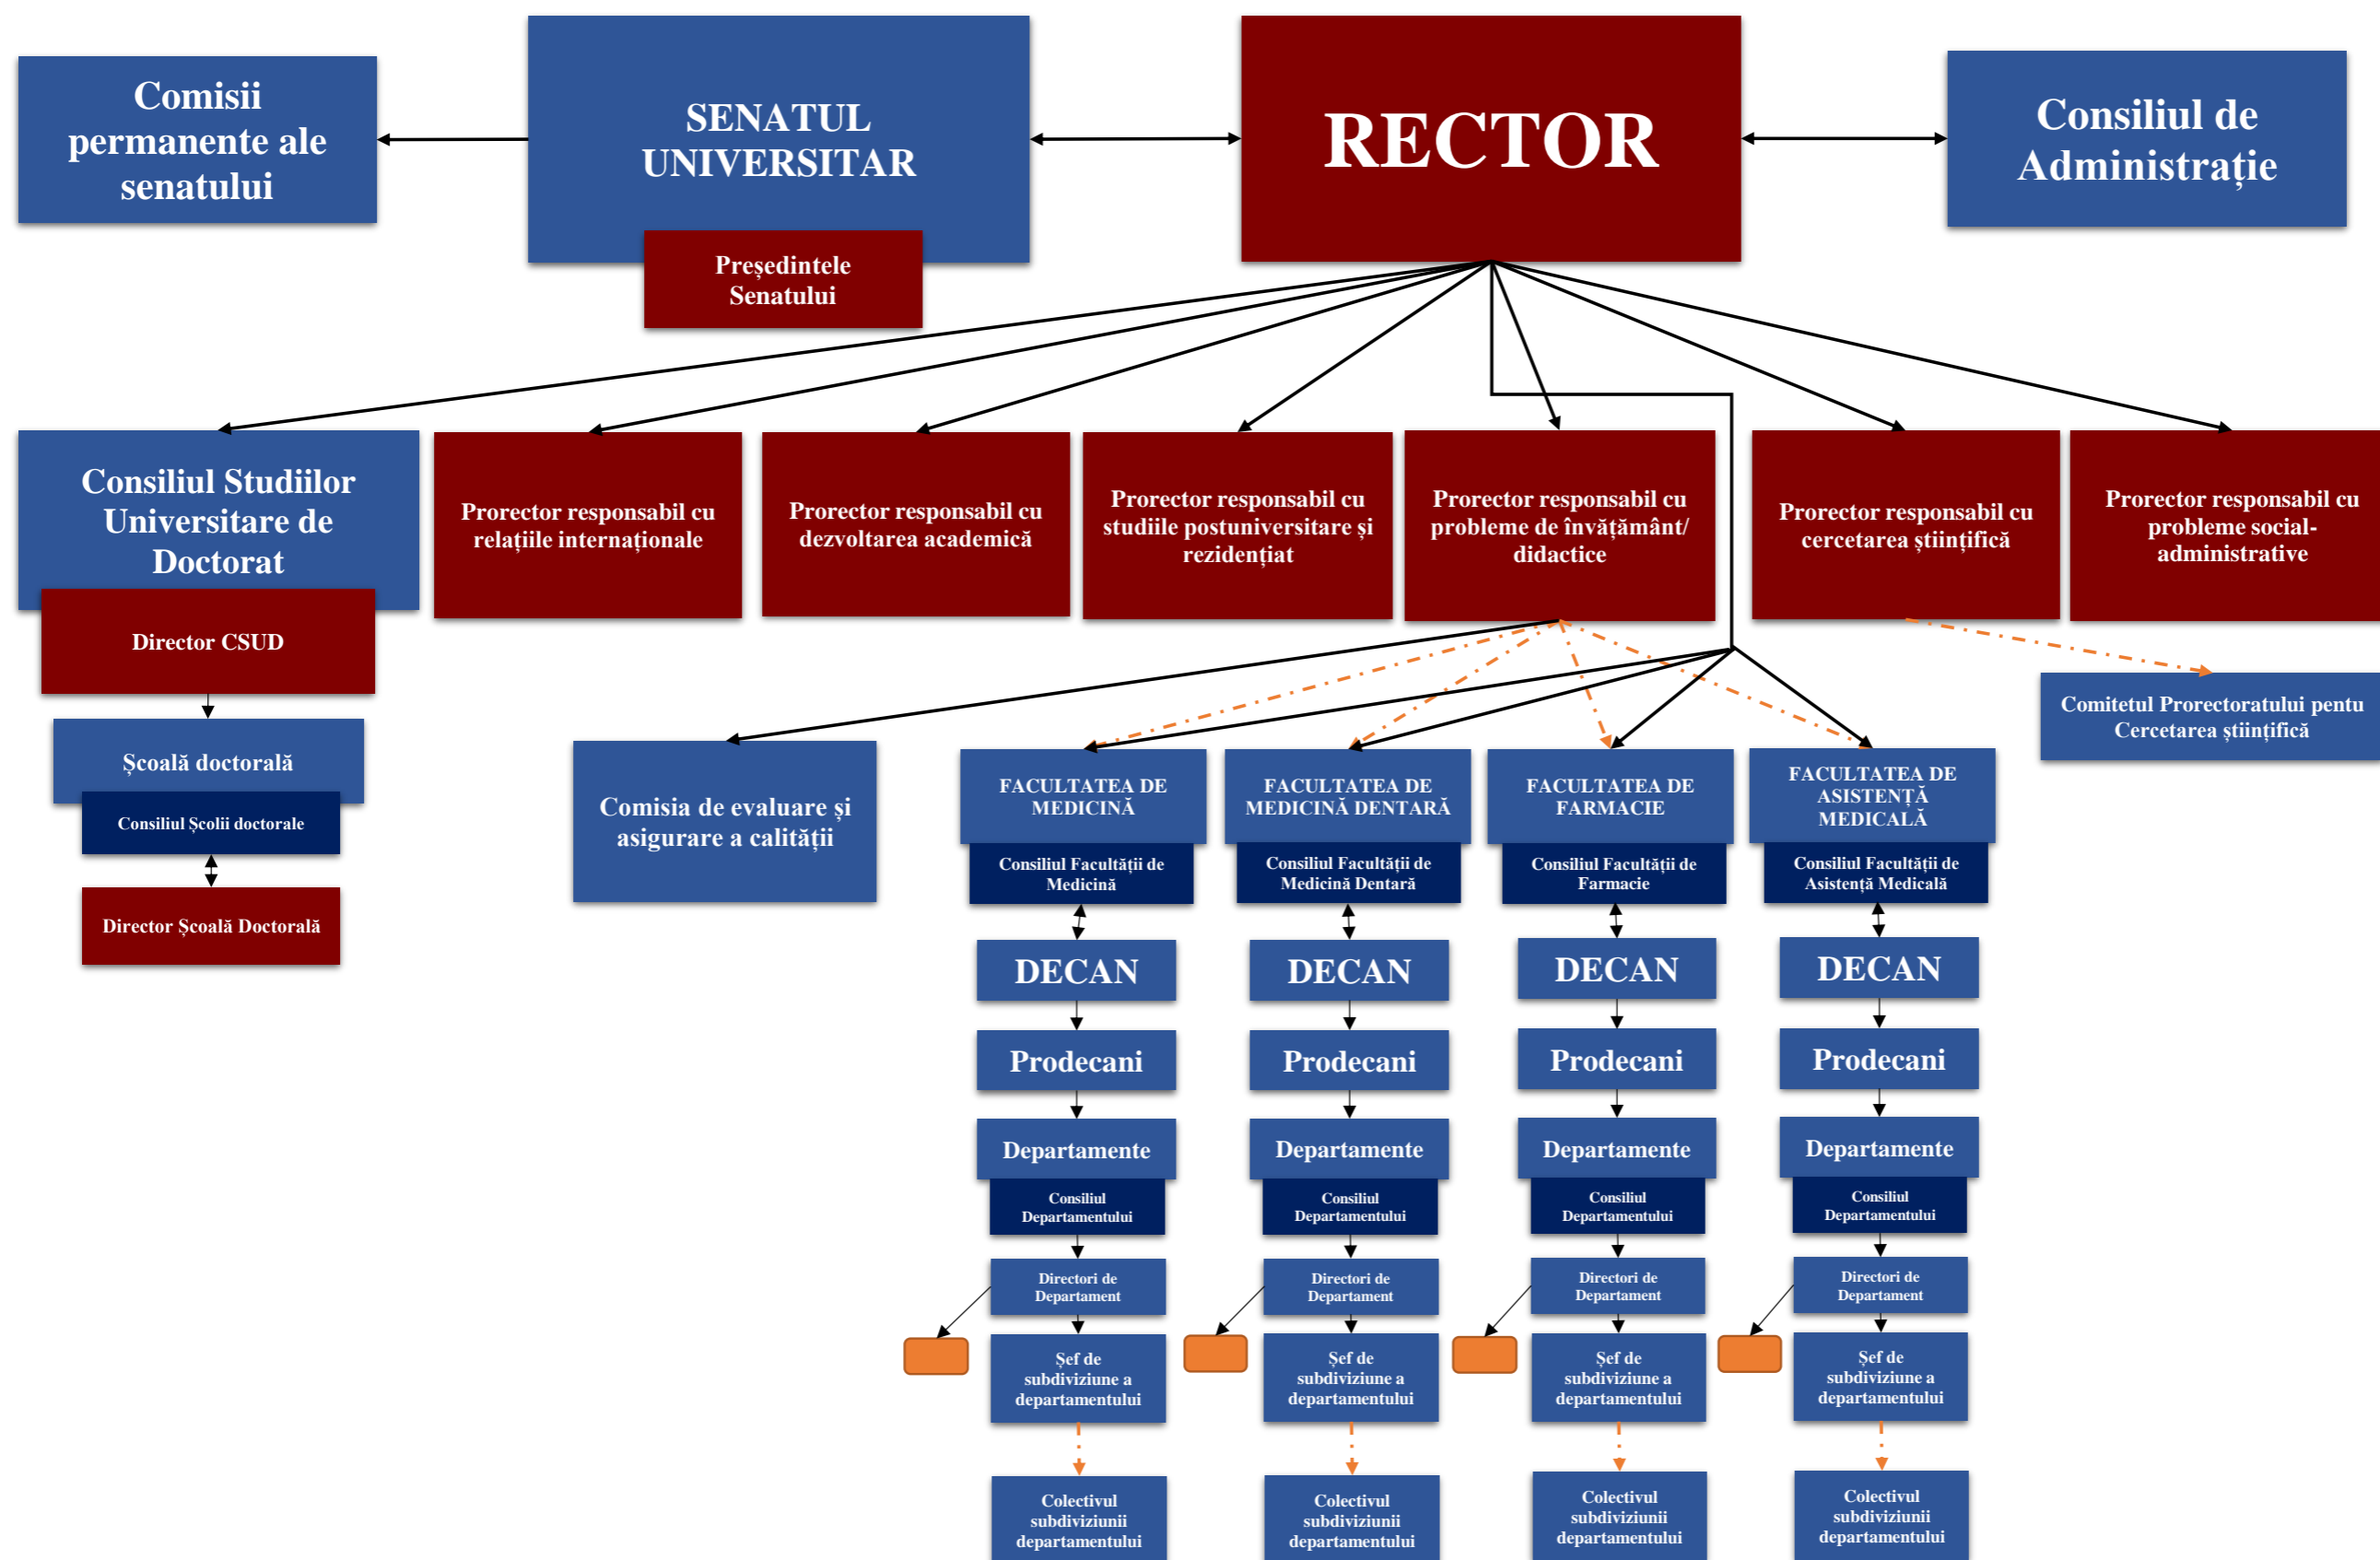 Comisii
permanente ale
senatului
SENATUL
UNIVERSITAR
Președintele
Senatului
RECTOR
Consiliul de
Administrație
Consiliul Studiilor
Universitare de
Doctorat
Director CSUD
Școală doctorală
Consiliul Școlii doctorale
Director Școală Doctorală
Prorector responsabil cu
relațiile internaționale
Prorector responsabil cu
dezvoltarea academică
Prorector responsabil cu
studiile postuniversitare și
rezidențiat
Prorector responsabil cu
probleme de învățământ/
didactice
Prorector responsabil cu
cercetarea științifică
Prorector responsabil cu
probleme social-
administrative
Comitetul Prorectoratului pentu
Cercetarea științifică
Comisia de evaluare și
asigurare a calității
FACULTATEA DE
MEDICINĂ
Consiliul Facultății de
Medicină
DECAN
Prodecani
Departamente
Consiliul
Departamentului
Directori de
Departament
Șef de
subdiviziune a
departamentului
Colectivul
subdiviziunii
departamentului
FACULTATEA DE
MEDICINĂ DENTARĂ
Consiliul Facultății de
Medicină Dentară
DECAN
Prodecani
Departamente
Consiliul
Departamentului
Directori de
Departament
Șef de
subdiviziune a
departamentului
Colectivul
subdiviziunii
departamentului
FACULTATEA DE
FARMACIE
Consiliul Facultății de
Farmacie
DECAN
Prodecani
Departamente
Consiliul
Departamentului
Directori de
Departament
Șef de
subdiviziune a
departamentului
Colectivul
subdiviziunii
departamentului
FACULTATEA DE
ASISTENȚĂ
MEDICALĂ
Consiliul Facultății de
Asistență Medicală
DECAN
Prodecani
Departamente
Consiliul
Departamentului
Directori de
Departament
Șef de
subdiviziune a
departamentului
Colectivul
subdiviziunii
departamentului